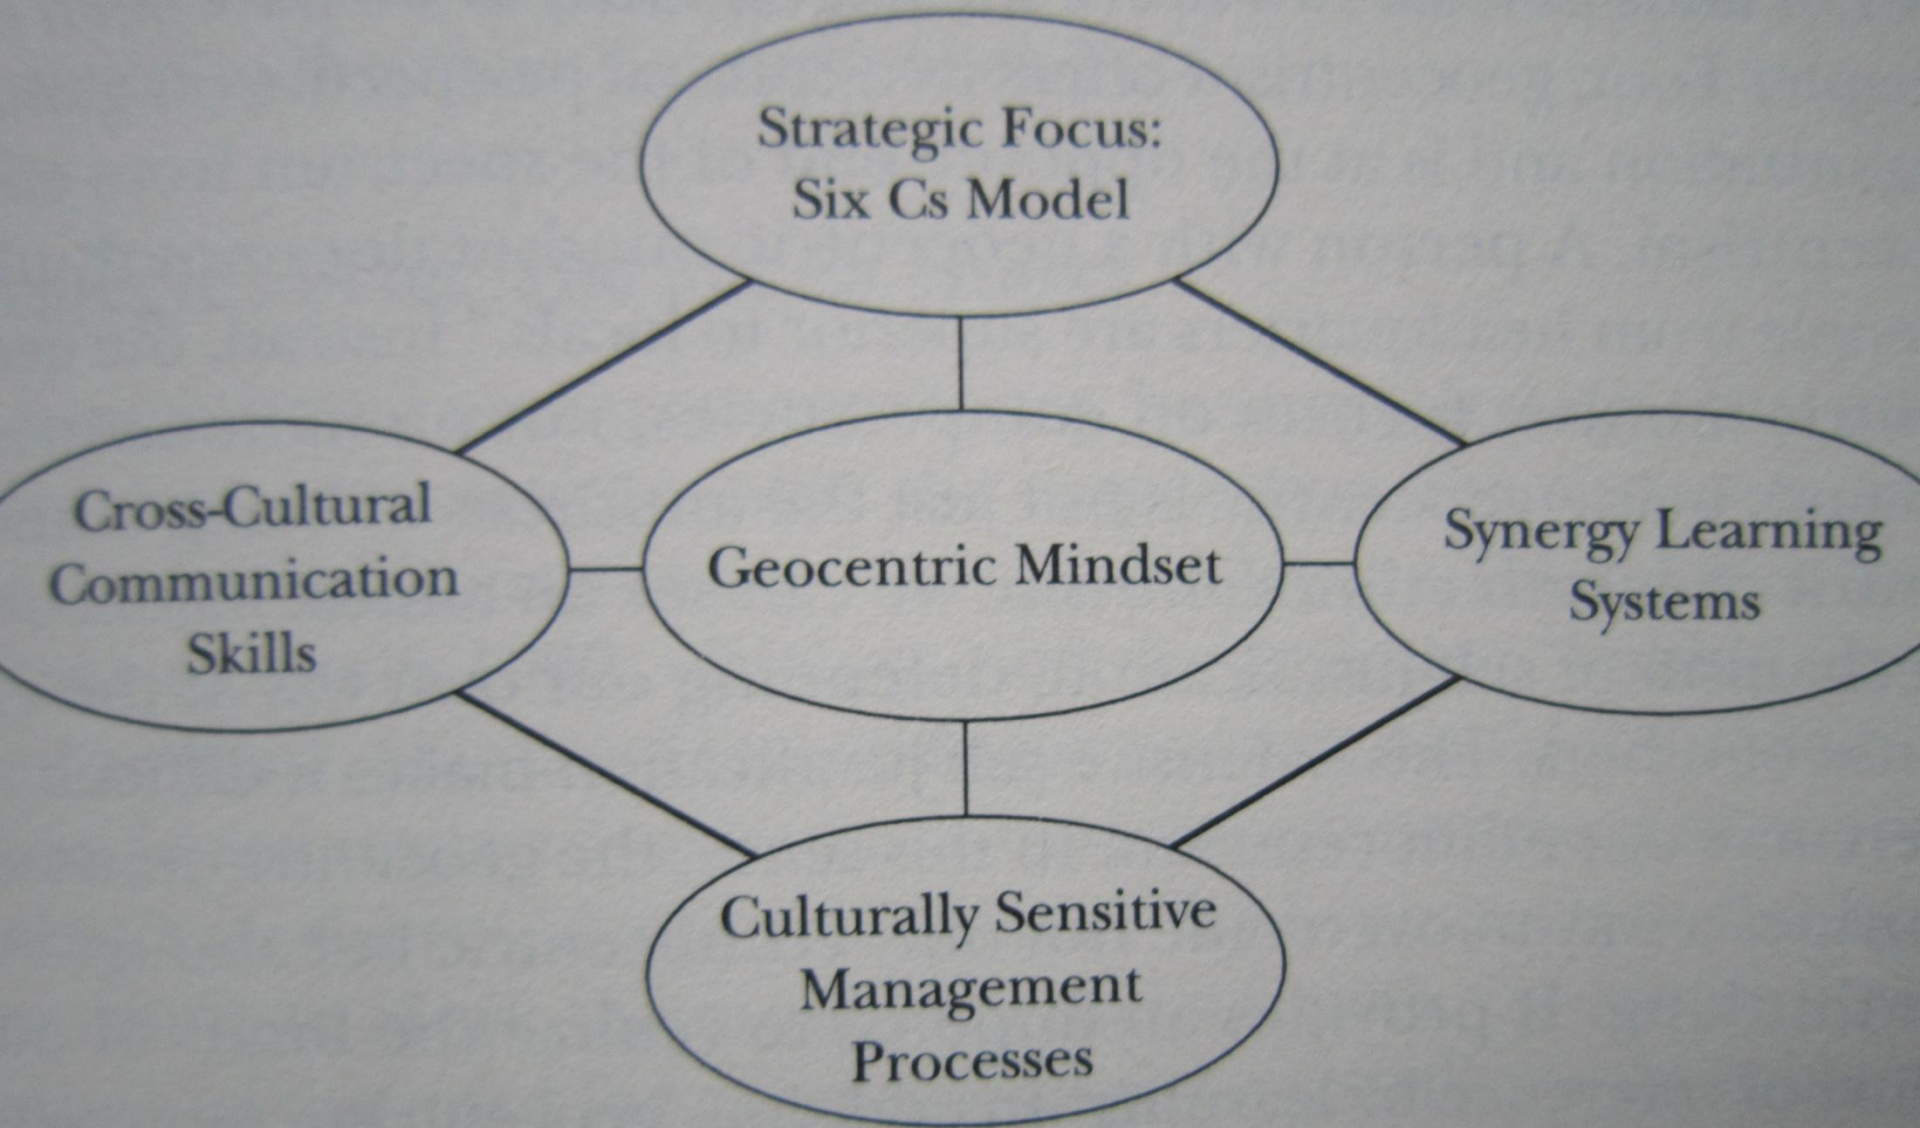 Strategic Focus:
Six Cs Model
Cross-Cultural
Communication
Skills
Geocentric Mindset
Synergy Learning
Systems
Culturally Sensitive
Management
Processes